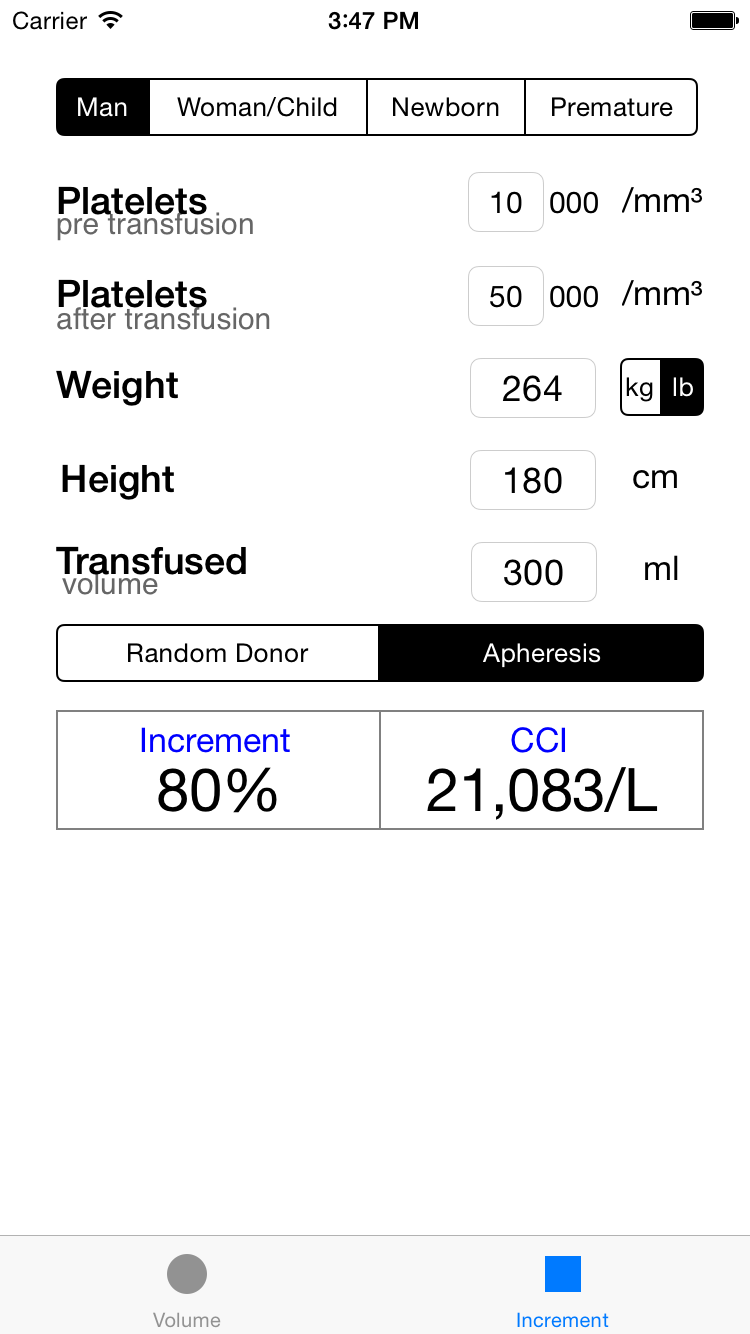 Carrier 3:47 PM
Man Woman/Child Newborn Premature
Platelets 10 000 /mm³
pre transfusion
Platelets 50 000 /mm³
after transfusion
Weight 264 kg lb
Height 180 cm
Transfused 300 ml
volume
Random Donor Apheresis
Increment CCI
80% 21,083/L
Volume Increment